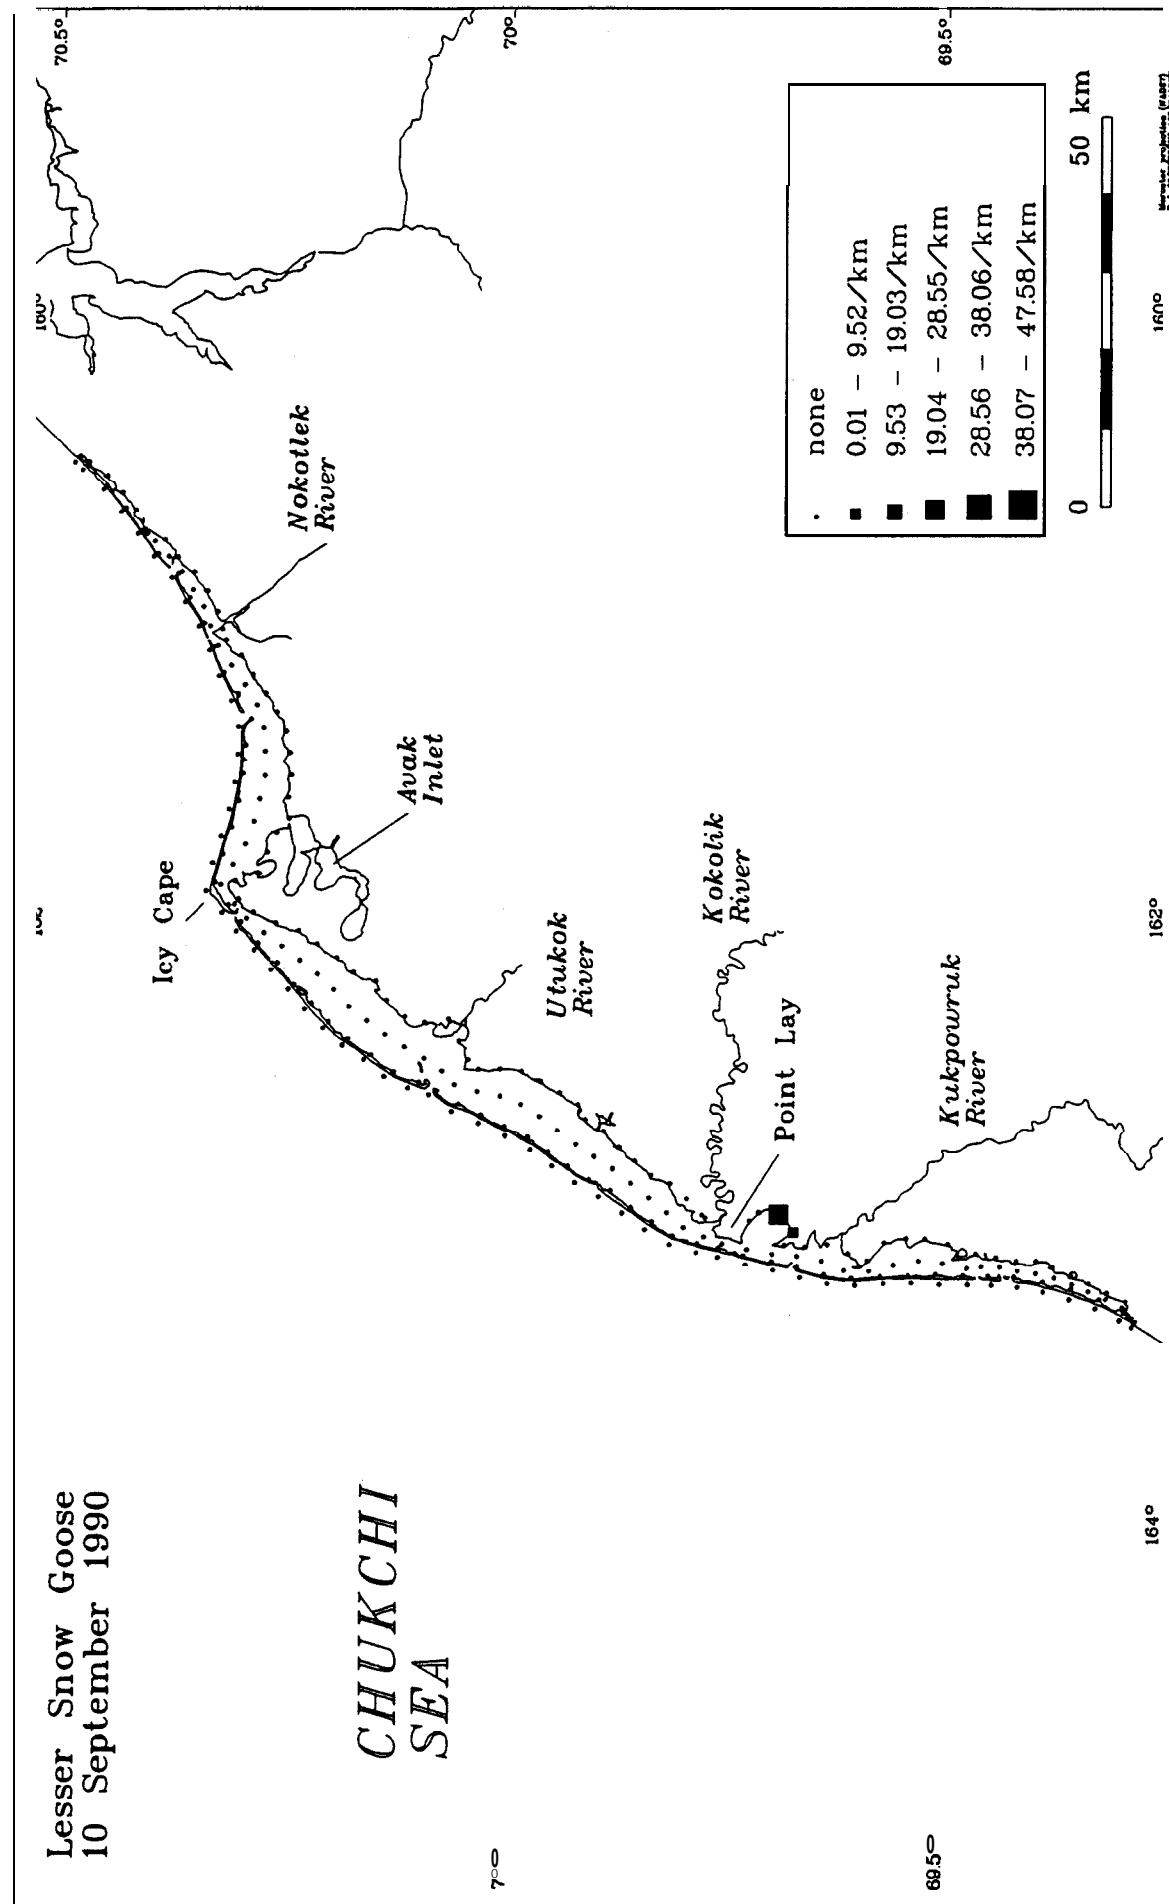 Lesser Snow Goose
10 September 1990
CHUKCHI
SEA
Icy Cape
Nokotlek
River
Avak
Inlet
Utukok
River
Kokolik
River
Point Lay
Kukpowruk
River
none
0.01 – 9.52/km
9.53 – 19.03/km
19.04 – 28.55/km
28.56 – 38.06/km
38.07 – 47.58/km
0 50 km
70.5°
70°
69.5°
69.5°
160°
164° 162° 160°